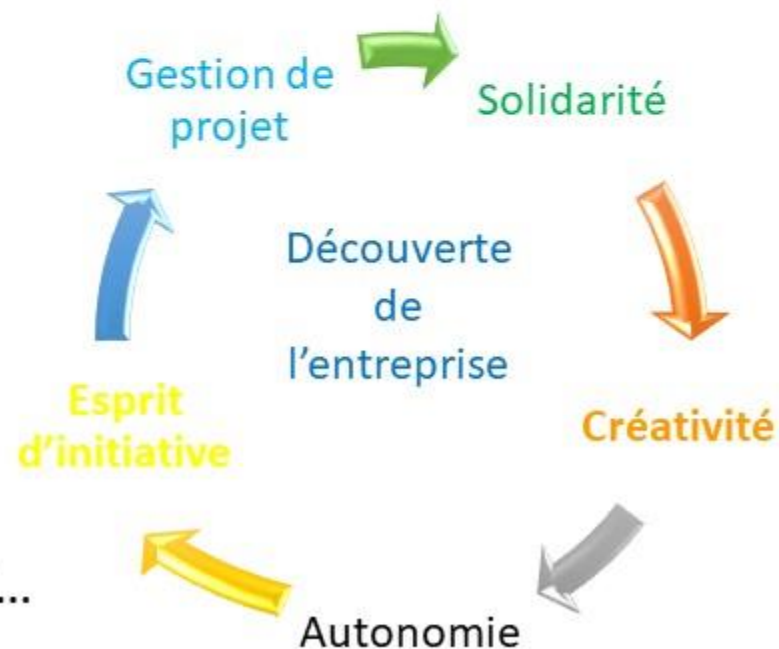 Gestion de
projet
Solidarité
Découverte
de
l'entreprise
Créativité
Autonomie
Esprit
d'initiative
...